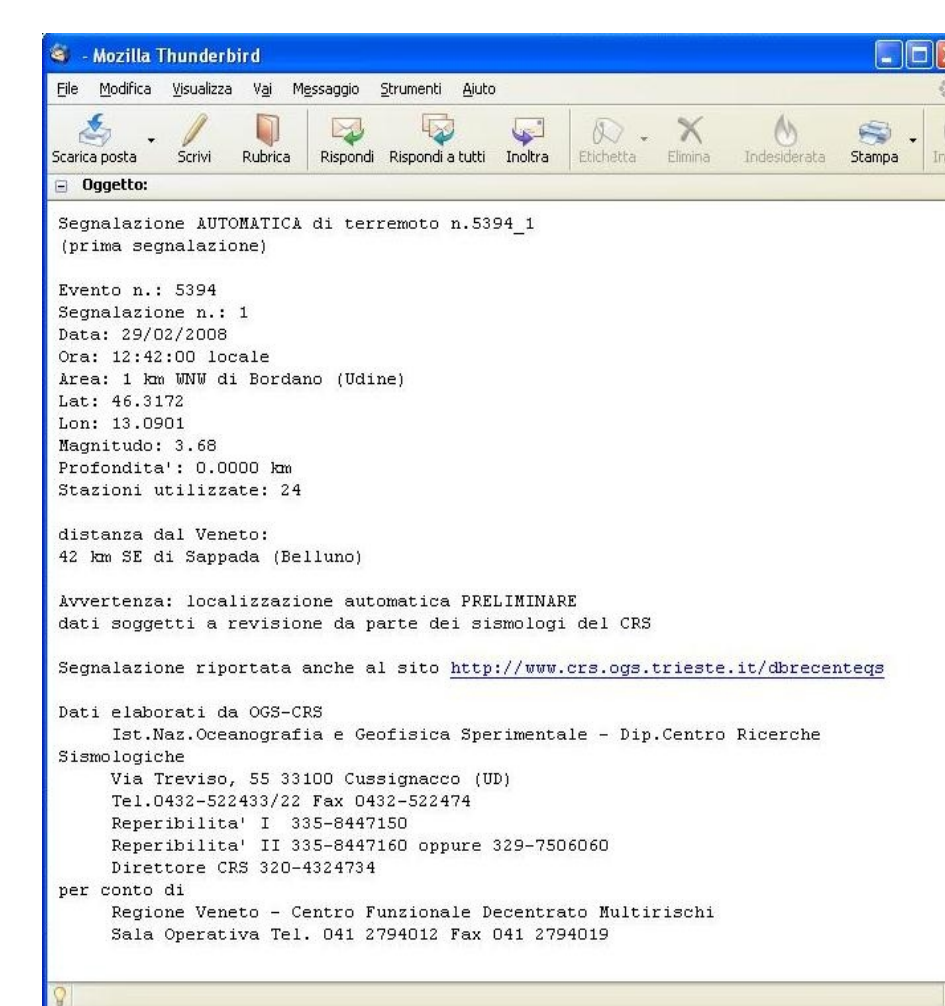 - Mozilla Thunderbird
File Modifica Visualizza Vai Messaggio Strumenti Aiuto
Scarica posta Scrivi Rubrica Rispondi Rispondi a tutti Inoltra Etichetta Elimina Indesiderata Stampa
Oggetto:
Segnalazione AUTOMATICA di terremoto n.5394_1
(prima segnalazione)
Evento n.: 5394
Segnalazione n.: 1
Data: 29/02/2008
Ora: 12:42:00 locale
Area: 1 km WNW di Bordano (Udine)
Lat: 46.3172
Lon: 13.0901
Magnitudo: 3.68
Profondita': 0.0000 km
Stazioni utilizzate: 24
distanza dal Veneto:
42 km SE di Sappada (Belluno)
Avvertenza: localizzazione automatica PRELIMINARE
dati soggetti a revisione da parte dei sismologi del CRS
Segnalazione riportata anche al sito http://www.crs.ogs.trieste.it/dbrecenteqs
Dati elaborati da OGS-CRS
Ist.Naz.Oceanografia e Geofisica Sperimentale - Dip.Centro Ricerche
Sismologiche
Via Treviso, 55 33100 Cussignacco (UD)
Tel.0432-522433/22 Fax 0432-522474
Reperibilita' I 335-8447150
Reperibilita' II 335-8447160 oppure 329-7506060
Direttore CRS 320-4324734
per conto di
Regione Veneto - Centro Funzionale Decentrato Multirischi
Sala Operativa Tel. 041 2794012 Fax 041 2794019